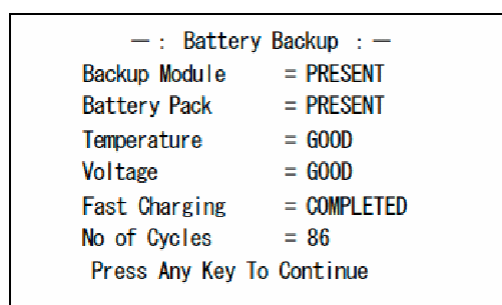 —: Battery Backup :—
Backup Module = PRESENT
Battery Pack = PRESENT
Temperature = GOOD
Voltage = GOOD
Fast Charging = COMPLETED
No of Cycles = 86
Press Any Key To Continue